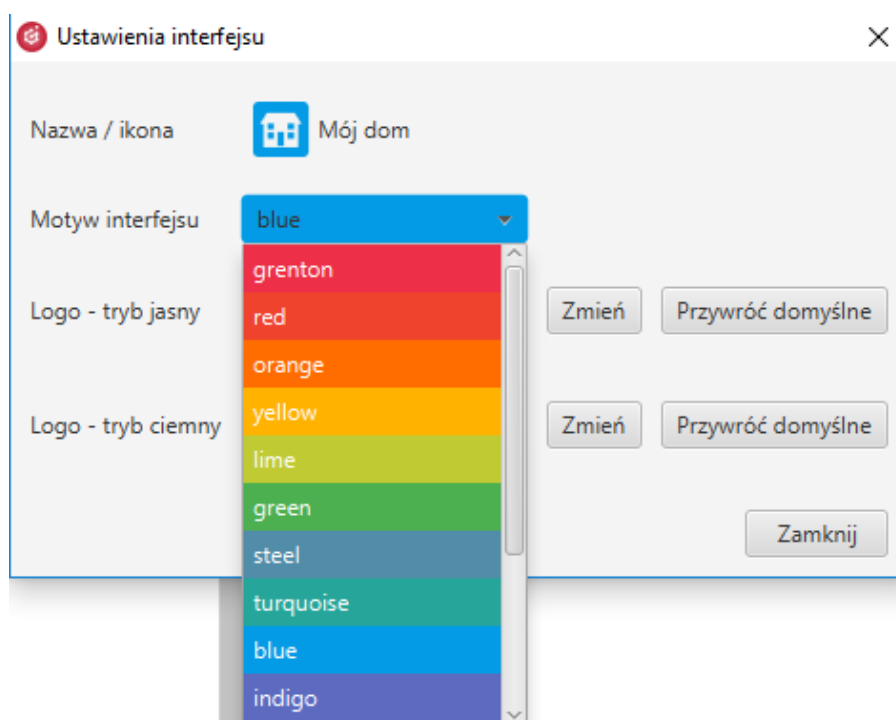 Ustawienia interfejsu
Nazwa / ikona
Mój dom
Motyw interfejsu
blue
grenton
red
orange
yellow
lime
green
steel
turquoise
blue
indigo
Logo - tryb jasny
Zmień
Przywróć domyślne
Logo - tryb ciemny
Zmień
Przywróć domyślne
Zamknij